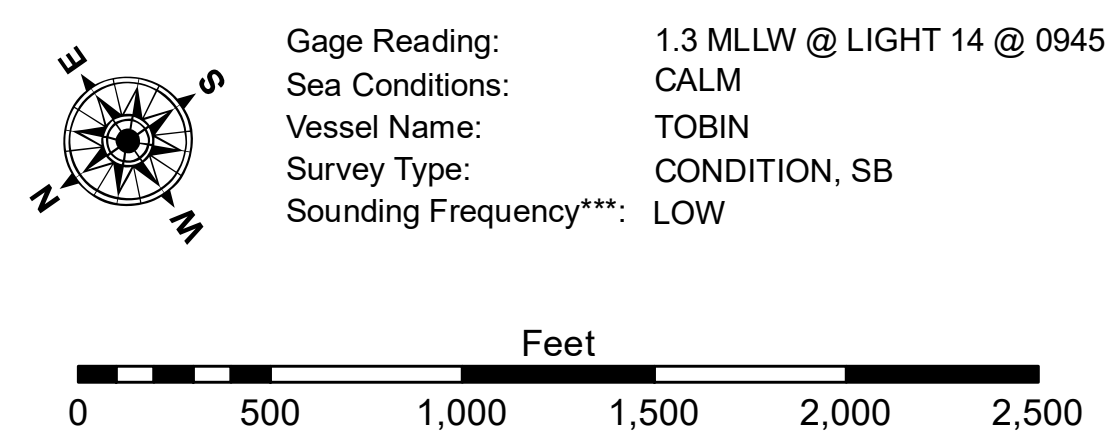 E
S
N
W
Gage Reading: 1.3 MLLW @ LIGHT 14 @ 0945
Sea Conditions: CALM
Vessel Name: TOBIN
Survey Type: CONDITION, SB
Sounding Frequency***: LOW
Feet
0 500 1,000 1,500 2,000 2,500